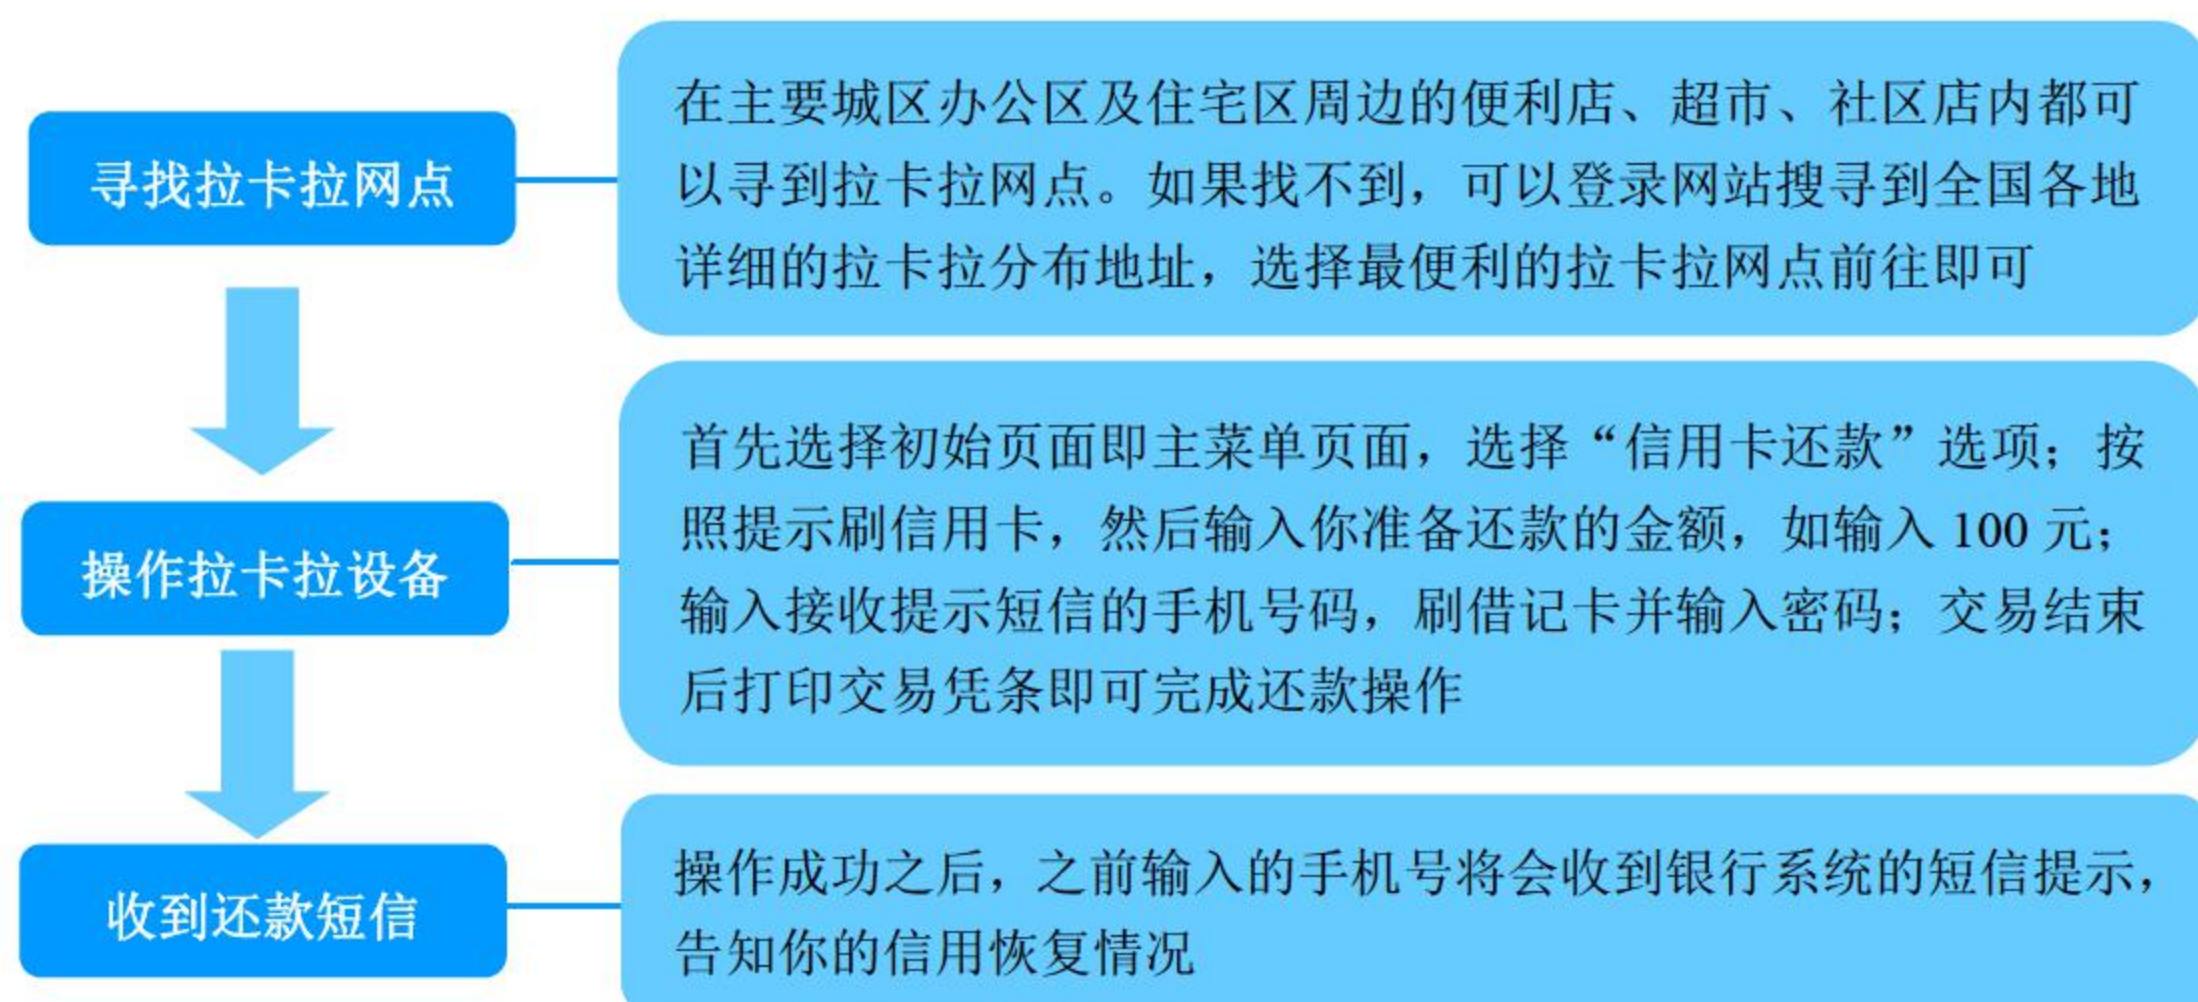 寻找拉卡拉网点
在主要城区办公区及住宅区周边的便利店、超市、社区店内都可
以寻到拉卡拉网点。如果找不到，可以登录网站搜寻到全国各地
详细的拉卡拉分布地址，选择最便利的拉卡拉网点前往即可
操作拉卡拉设备
首先选择初始页面即主菜单页面，选择“信用卡还款”选项；按
照提示刷信用卡，然后输入你准备还款的金额，如输入 100 元；
输入接收提示短信的手机号码，刷借记卡并输入密码；交易结束
后打印交易凭条即可完成还款操作
收到还款短信
操作成功之后，之前输入的手机号将会收到银行系统的短信提示，
告知你的信用恢复情况